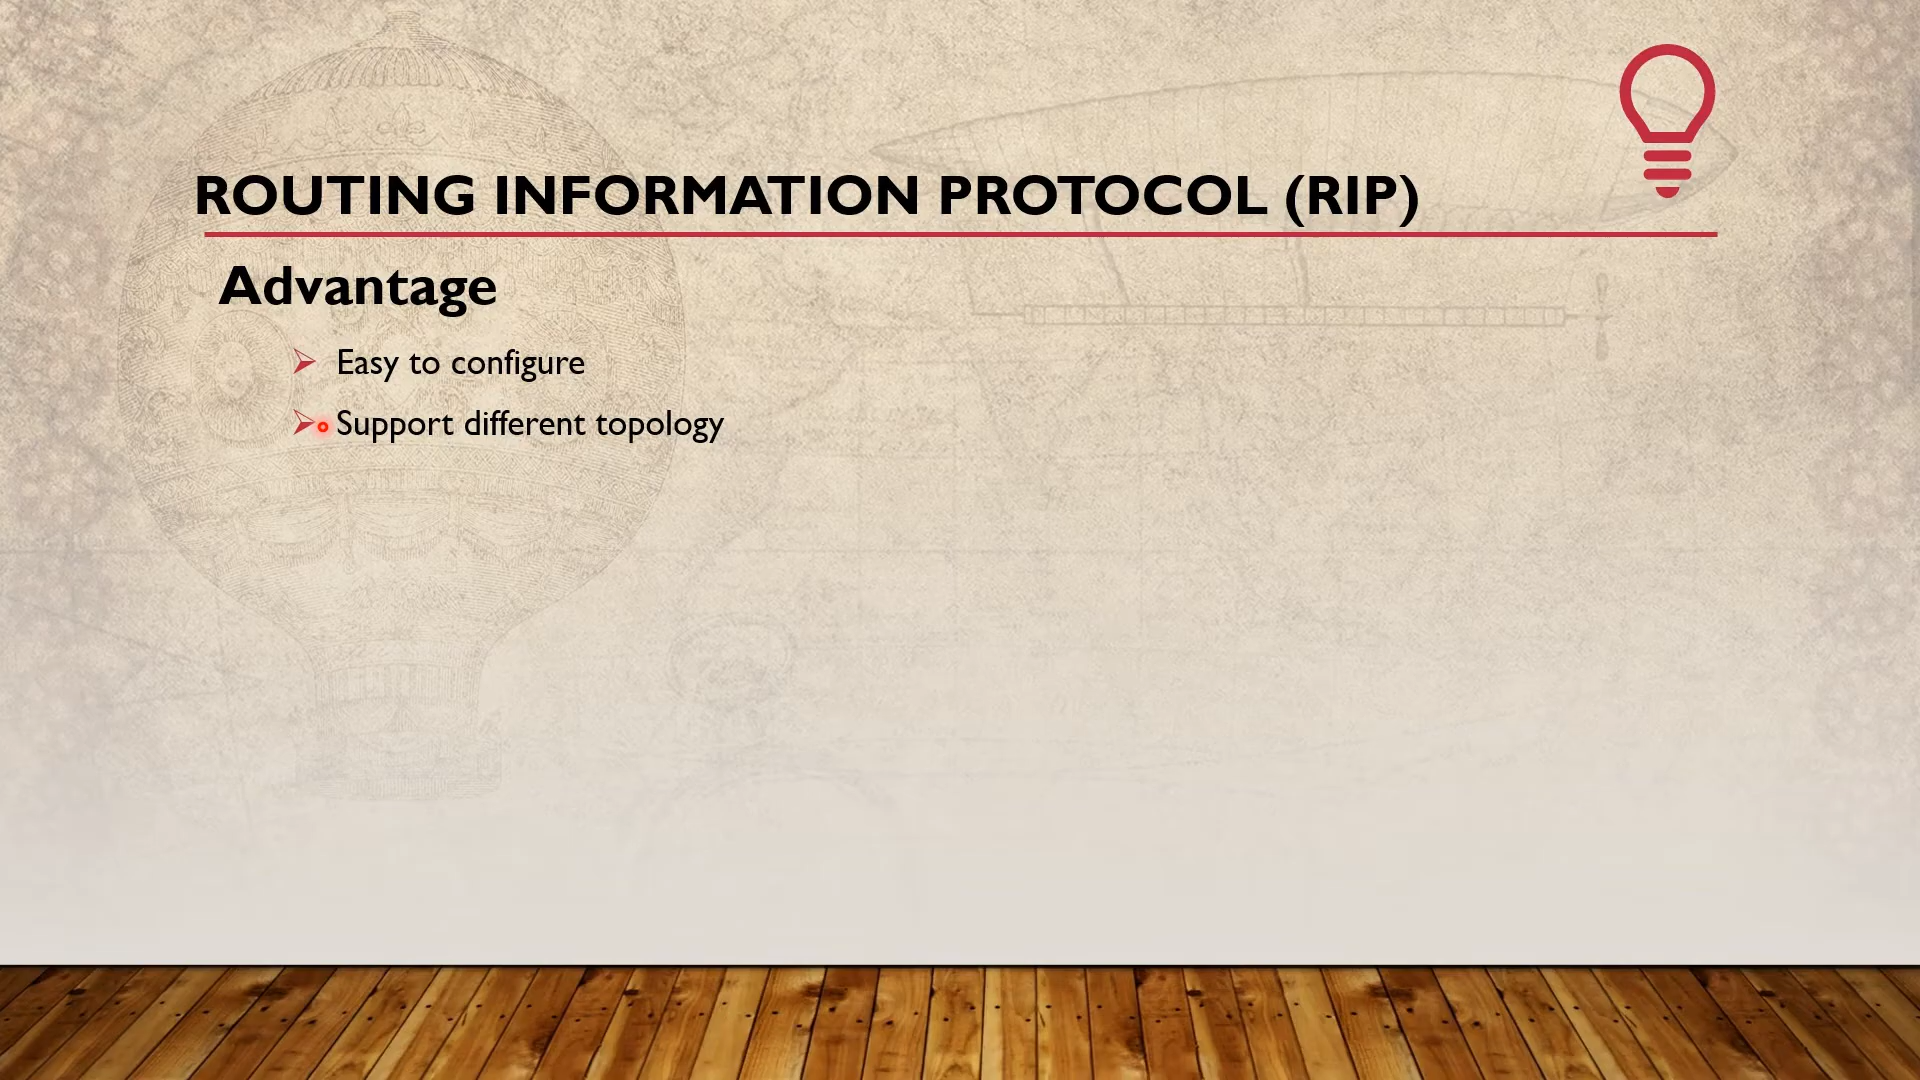 ROUTING INFORMATION PROTOCOL (RIP)
Advantage
Easy to configure
Support different topology